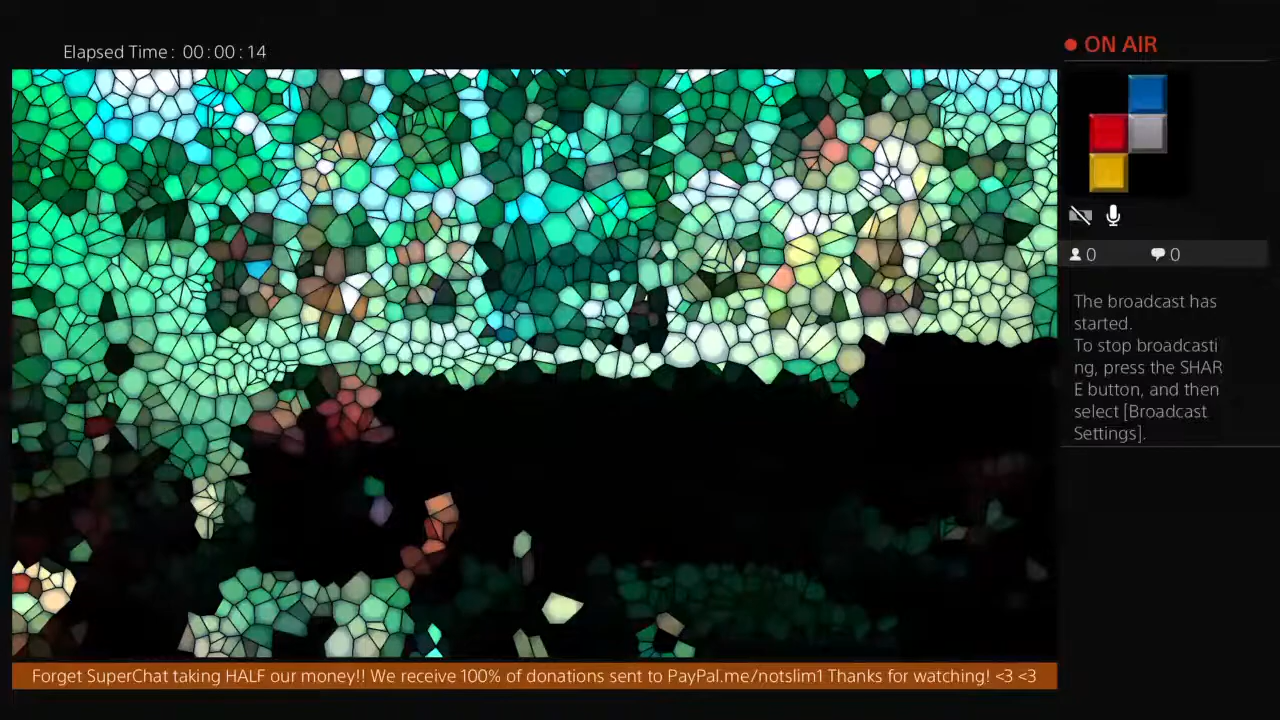 Elapsed Time: 00:00:14
ON AIR
0 0
The broadcast has
started.
To stop broadcasti
ng, press the SHAR
E button, and then
select [Broadcast
Settings].
Forget SuperChat taking HALF our money!! We receive 100% of donations sent to PayPal.me/notslim1 Thanks for watching! <3 <3